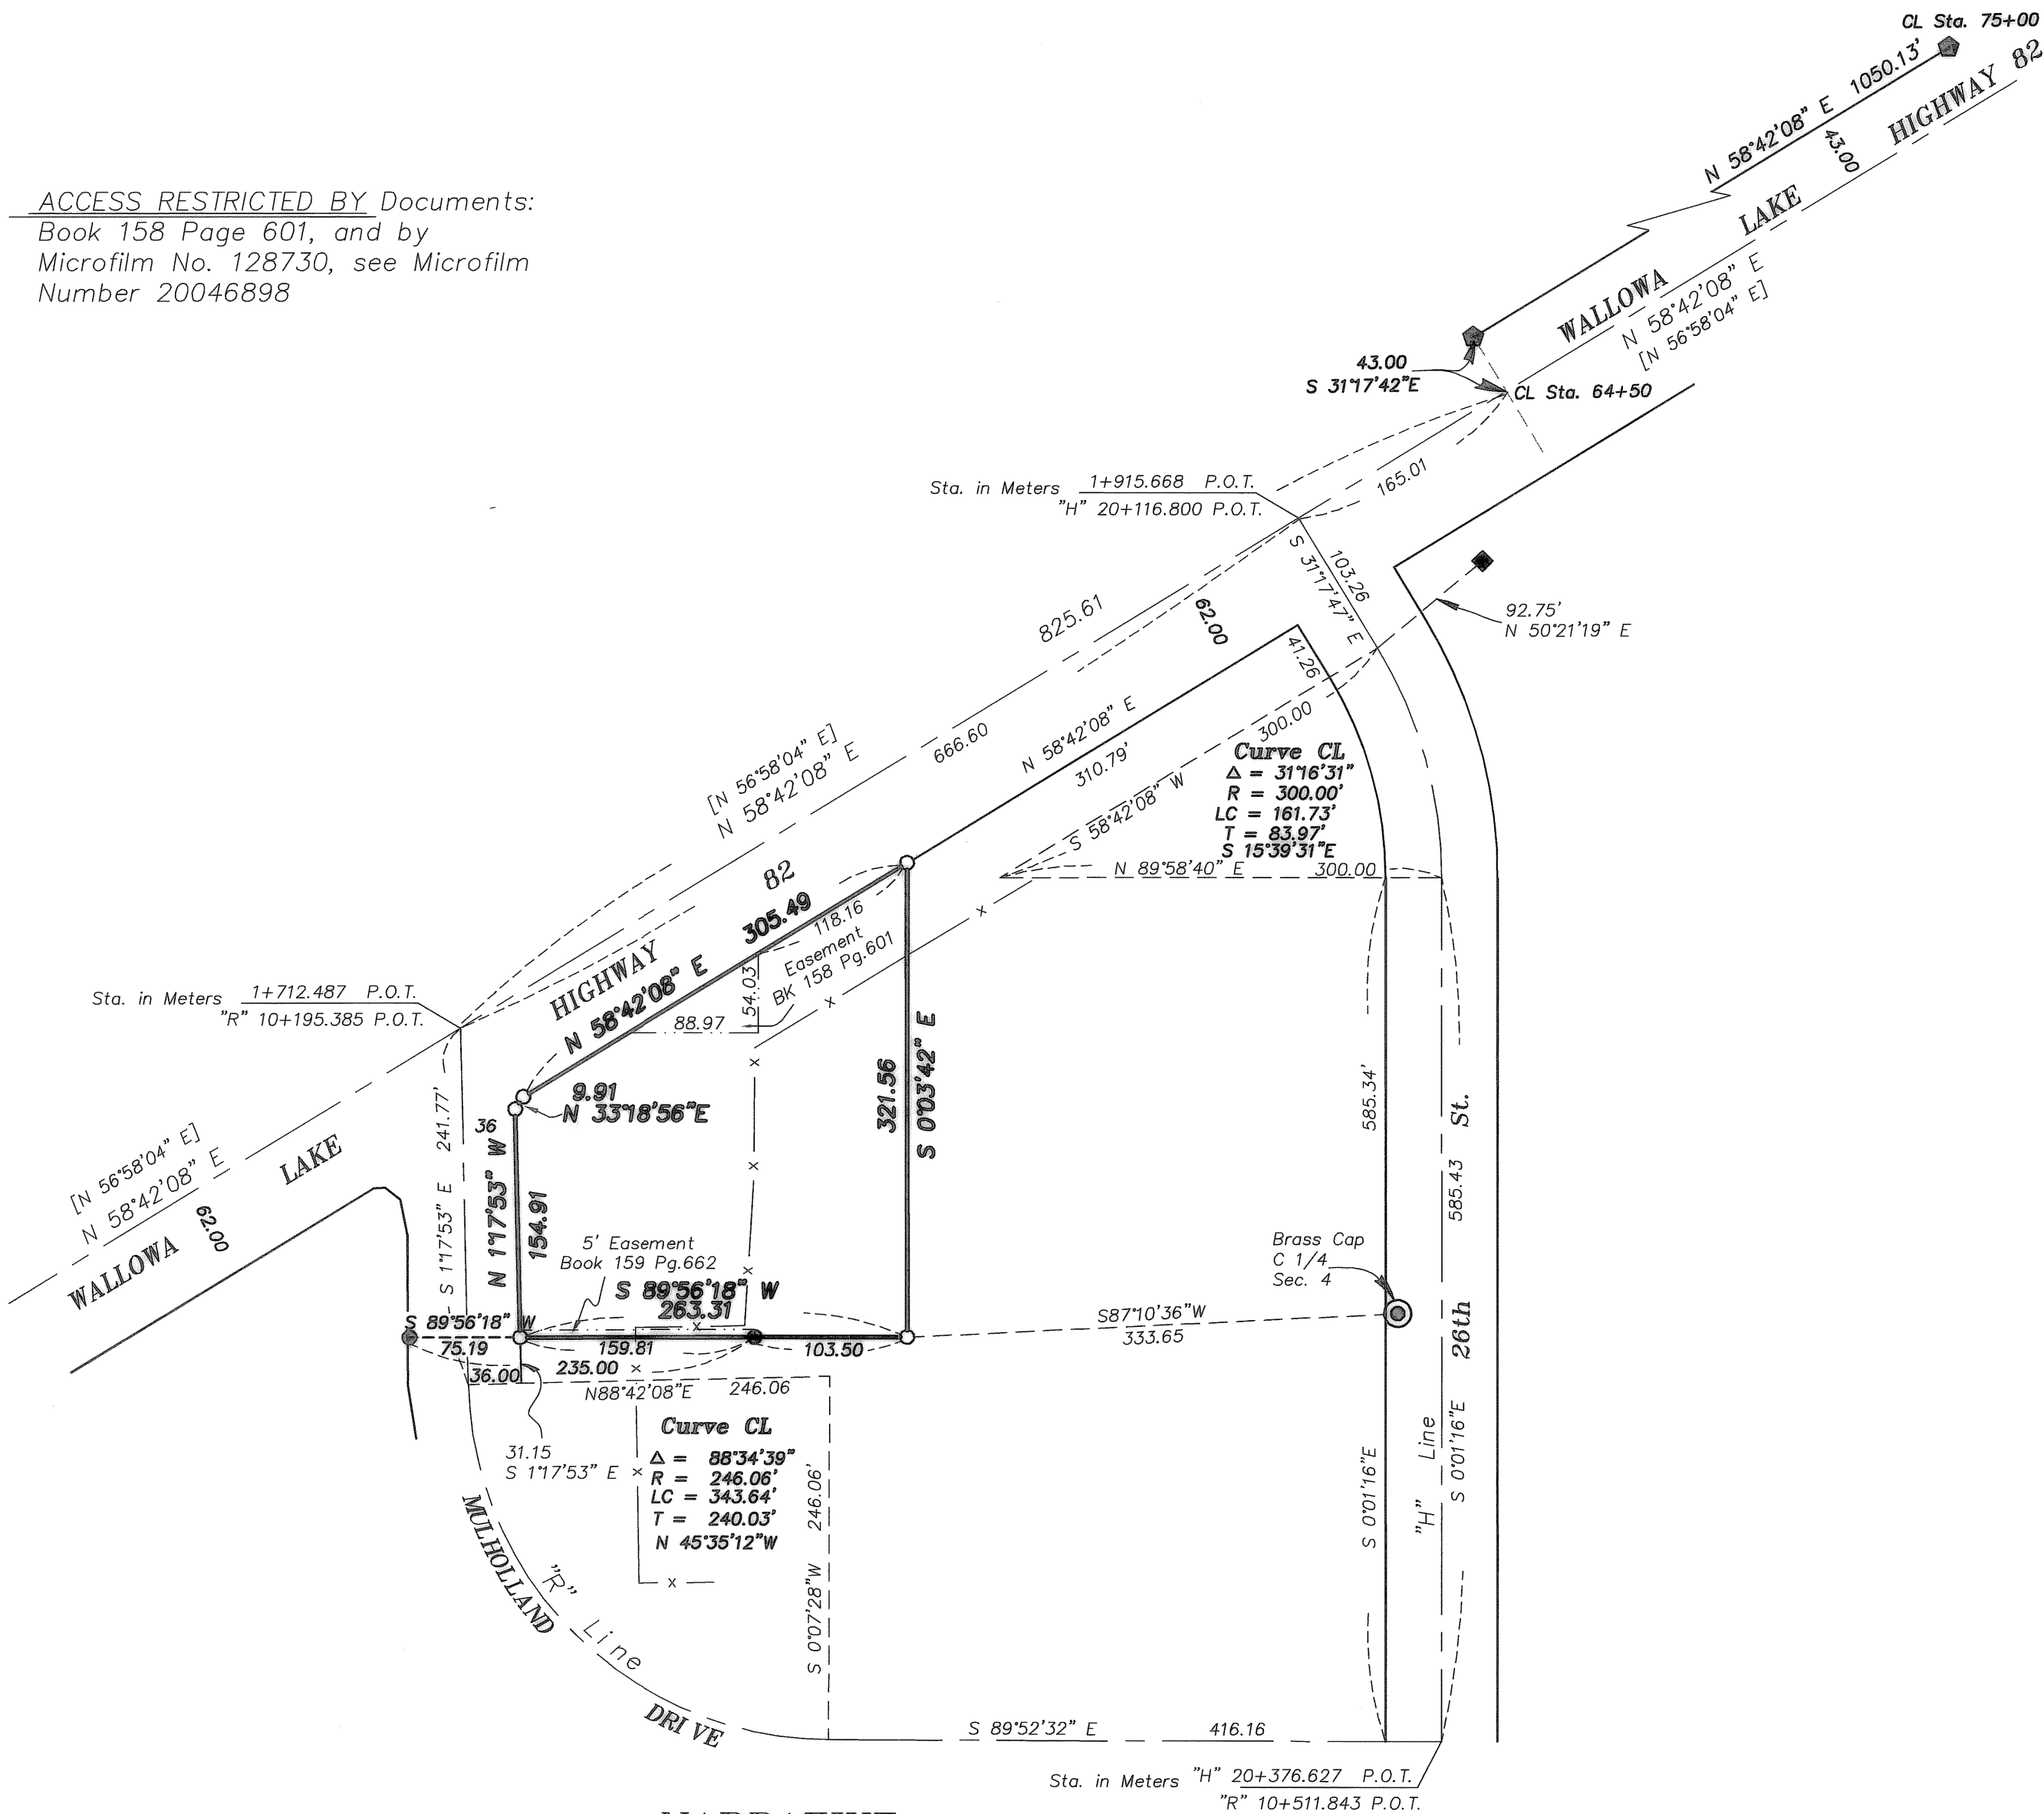 CL Sta. 75+00
N 58°42'08" E 1050.13'
HIGHWAY 82
43.00
WALLOWA LAKE
N 58°42'08" E
[N 56°58'04" E]
ACCESS RESTRICTED BY Documents:
Book 158 Page 601, and by
Microfilm No. 128730, see Microfilm
Number 20046898
43.00
S 31°17'42"E
CL Sta. 64+50
165.01
Sta. in Meters 1+915.668 P.O.T.
"H" 20+116.800 P.O.T.
103.26
S 31°17'47" E
92.75'
N 50°21'19" E
825.61
62.00
41.26
666.60
N 58°42'08" E
310.79'
300.00
S 58°42'08" W
Curve CL
Δ = 31°16'31"
R = 300.00'
LC = 161.73'
T = 83.97'
S 15°39'31"E
N 89°58'40" E 300.00
[N 56°58'04" E]
N 58°42'08" E
HIGHWAY 82
305.49
N 58°42'08" E
118.16
Easement
BK 158 Pg.601
54.03
88.97
Sta. in Meters 1+712.487 P.O.T.
"R" 10+195.385 P.O.T.
9.91
N 33°18'56"E
36
S 1°17'53" E 241.77'
N 1°17'53" W
154.91
321.56
S 0°03'42" E
585.34'
585.43
26th St.
[N 56°58'04" E]
N 58°42'08" E
WALLOWA LAKE
62.00
5' Easement
Book 159 Pg.662
S 89°56'18" W
263.31
Brass Cap
C 1/4
Sec. 4
S87°10'36"W
333.65
S 89°56'18" W
75.19
159.81
103.50
36.00
235.00
N88°42'08"E 246.06
31.15
S 1°17'53" E
Curve CL
Δ = 88°34'39"
R = 246.06'
LC = 343.64'
T = 240.03'
N 45°35'12"W
S 0°07'28"W 246.06'
S 0°01'16"E
"H" Line
S 0°01'16"E
MULHOLLAND DRIVE
"R" Line
S 89°52'32" E 416.16
Sta. in Meters "H" 20+376.627 P.O.T.
"R" 10+511.843 P.O.T.